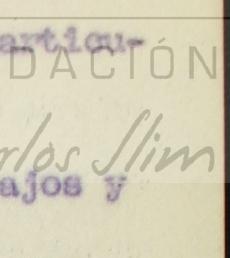 articu-
DACIÓN
rlos Slim
ajos y